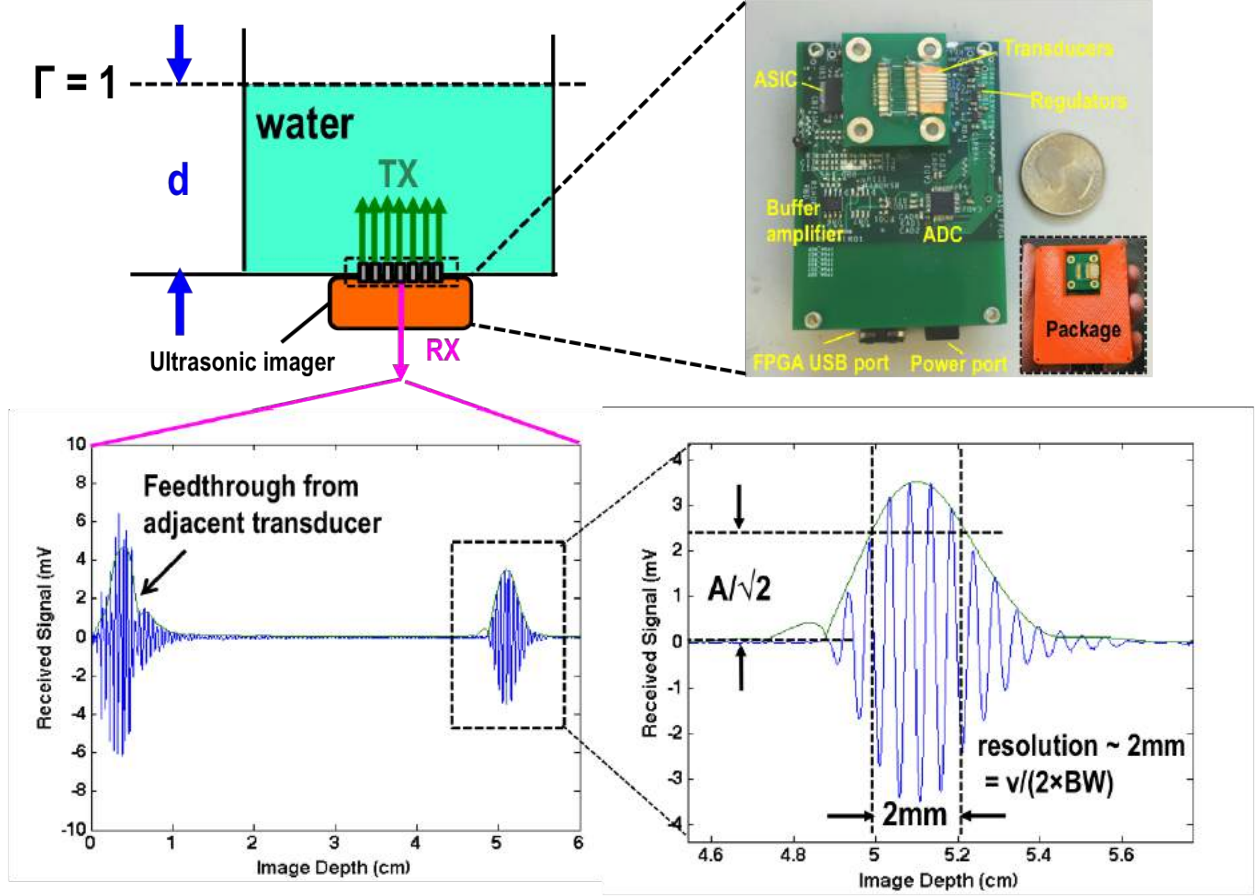 Γ = 1
d
water
TX
RX
Ultrasonic imager
Transducers
ASIC
Regulators
Buffer
amplifier
ADC
FPGA USB port
Power port
Package
10
8
6
4
2
0
-2
-4
-6
-8
-10
Received Signal (mV)
Feedthrough from
adjacent transducer
0
1
2
3
4
5
6
Image Depth (cm)
4
3
2
1
0
-1
-2
-3
-4
Received Signal (mV)
A/√2
resolution ~ 2mm
= v/(2×BW)
2mm
4.6
4.8
5
5.2
5.4
5.6
Image Depth (cm)